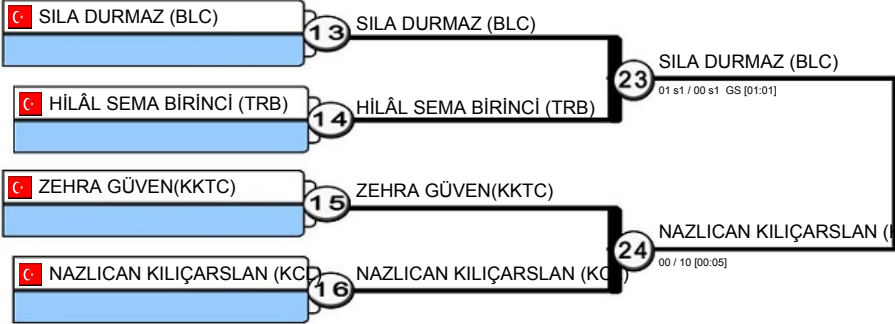 SILA DURMAZ (BLC)
13
SILA DURMAZ (BLC)
23
SILA DURMAZ (BLC)
01 s1 / 00 s1 GS [01:01]
HİLÂL SEMA BİRİNCİ (TRB)
14
HİLÂL SEMA BİRİNCİ (TRB)
ZEHRA GÜVEN(KKTC)
15
ZEHRA GÜVEN(KKTC)
24
NAZLICAN KILIÇARSLAN (
00 / 10 [00:05]
NAZLICAN KILIÇARSLAN (KC
16
NAZLICAN KILIÇARSLAN (KC